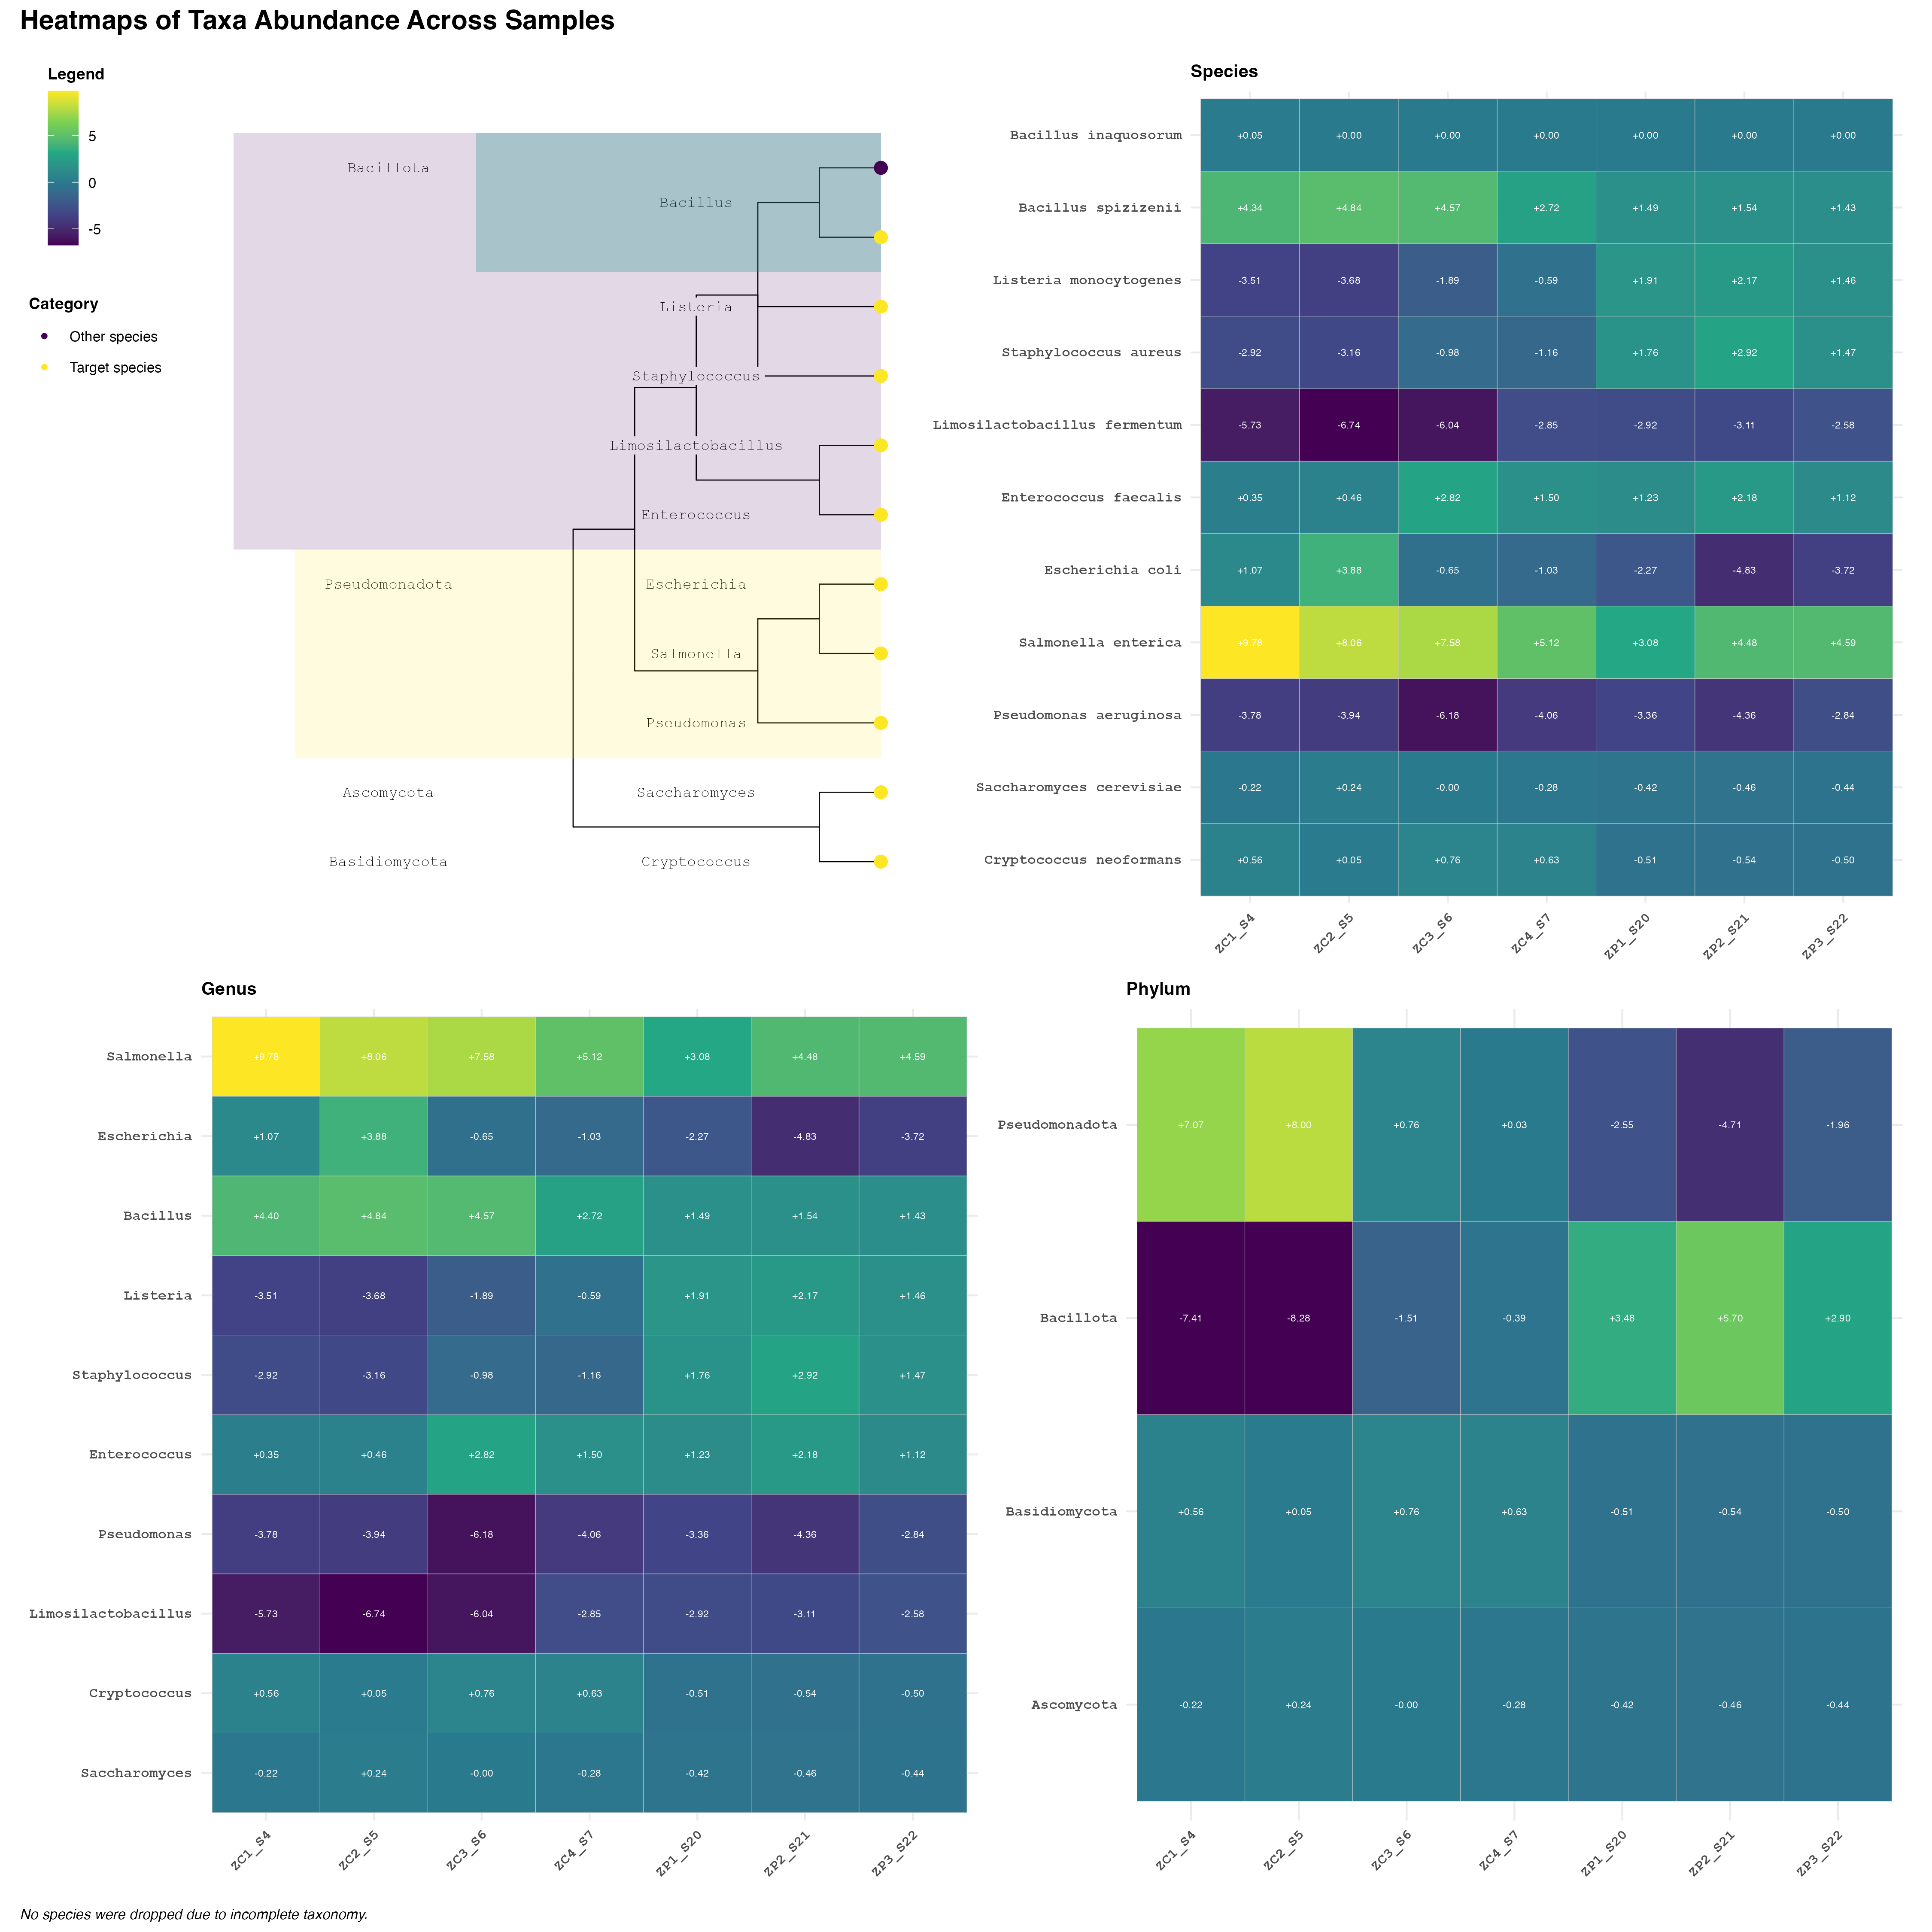 Heatmaps of Taxa Abundance Across Samples
Legend
5
0
-5
Category
Other species
Target species
Bacillota
Bacillus
Listeria
Staphylococcus
Limosilactobacillus
Enterococcus
Pseudomonadota
Escherichia
Salmonella
Pseudomonas
Ascomycota
Saccharomyces
Basidiomycota
Cryptococcus
Species
Bacillus inaquosorum +0.05 +0.00 +0.00 +0.00 +0.00 +0.00 +0.00
Bacillus spizizenii +4.34 +4.84 +4.57 +2.72 +1.49 +1.54 +1.43
Listeria monocytogenes -3.51 -3.68 -1.89 -0.59 +1.91 +2.17 +1.46
Staphylococcus aureus -2.92 -3.16 -0.98 -1.16 +1.76 +2.92 +1.47
Limosilactobacillus fermentum -5.73 -6.74 -6.04 -2.85 -2.92 -3.11 -2.58
Enterococcus faecalis +0.35 +0.46 +2.82 +1.50 +1.23 +2.18 +1.12
Escherichia coli +1.07 +3.88 -0.65 -1.03 -2.27 -4.83 -3.72
Salmonella enterica +9.78 +8.06 +7.58 +5.12 +3.08 +4.48 +4.59
Pseudomonas aeruginosa -3.78 -3.94 -6.18 -4.06 -3.36 -4.36 -2.84
Saccharomyces cerevisiae -0.22 +0.24 -0.00 -0.28 -0.42 -0.46 -0.44
Cryptococcus neoformans +0.56 +0.05 +0.76 +0.63 -0.51 -0.54 -0.50
ZC1_S4 ZC2_S5 ZC3_S6 ZC4_S7 ZP1_S20 ZP2_S21 ZP3_S22
Genus
Salmonella +9.78 +8.06 +7.58 +5.12 +3.08 +4.48 +4.59
Escherichia +1.07 +3.88 -0.65 -1.03 -2.27 -4.83 -3.72
Bacillus +4.40 +4.84 +4.57 +2.72 +1.49 +1.54 +1.43
Listeria -3.51 -3.68 -1.89 -0.59 +1.91 +2.17 +1.46
Staphylococcus -2.92 -3.16 -0.98 -1.16 +1.76 +2.92 +1.47
Enterococcus +0.35 +0.46 +2.82 +1.50 +1.23 +2.18 +1.12
Pseudomonas -3.78 -3.94 -6.18 -4.06 -3.36 -4.36 -2.84
Limosilactobacillus -5.73 -6.74 -6.04 -2.85 -2.92 -3.11 -2.58
Cryptococcus +0.56 +0.05 +0.76 +0.63 -0.51 -0.54 -0.50
Saccharomyces -0.22 +0.24 -0.00 -0.28 -0.42 -0.46 -0.44
ZC1_S4 ZC2_S5 ZC3_S6 ZC4_S7 ZP1_S20 ZP2_S21 ZP3_S22
Phylum
Pseudomonadota +7.07 +8.00 +0.76 +0.03 -2.55 -4.71 -1.96
Bacillota -7.41 -8.28 -1.51 -0.39 +3.48 +5.70 +2.90
Basidiomycota +0.56 +0.05 +0.76 +0.63 -0.51 -0.54 -0.50
Ascomycota -0.22 +0.24 -0.00 -0.28 -0.42 -0.46 -0.44
ZC1_S4 ZC2_S5 ZC3_S6 ZC4_S7 ZP1_S20 ZP2_S21 ZP3_S22
No species were dropped due to incomplete taxonomy.